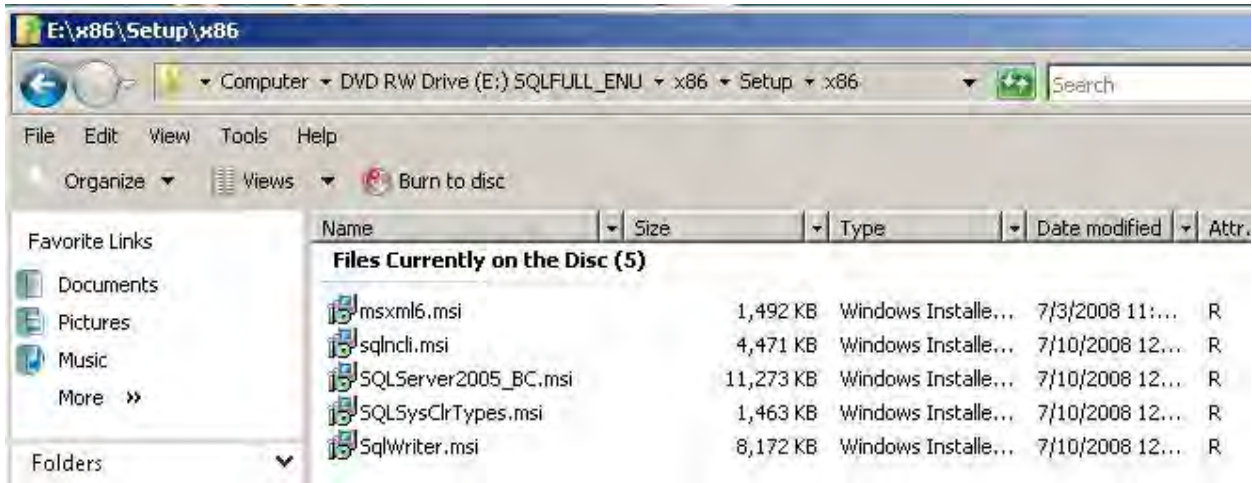 E:\x86\Setup\x86
Computer DVD RW Drive (E:) SQLFULL_ENU x86 Setup x86 Search
File Edit View Tools Help
Organize Views Burn to disc
Favorite Links
Documents
Pictures
Music
More »
Folders
Name Size Type Date modified Attr.
Files Currently on the Disc (5)
msxml6.msi 1,492 KB Windows Installe... 7/3/2008 11:... R
sqlncli.msi 4,471 KB Windows Installe... 7/10/2008 12... R
SQLServer2005_BC.msi 11,273 KB Windows Installe... 7/10/2008 12... R
SQLSysClrTypes.msi 1,463 KB Windows Installe... 7/10/2008 12... R
SqlWriter.msi 8,172 KB Windows Installe... 7/10/2008 12... R